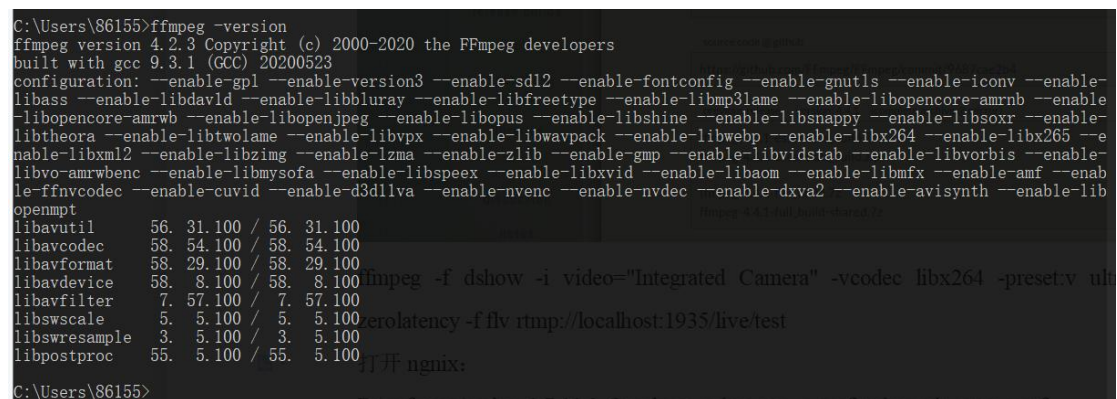 C:\Users\86155>ffmpeg -version
ffmpeg version 4.2.3 Copyright (c) 2000-2020 the FFmpeg developers
built with gcc 9.3.1 (GCC) 20200523
configuration: --enable-gpl --enable-version3 --enable-sdl2 --enable-fontconfig --enable-gnutls --enable-iconv --enable-
libass --enable-libdav1d --enable-libbluray --enable-libfreetype --enable-libmp3lame --enable-libopencore-amrnb --enable
-libopencore-amrwb --enable-libopenjpeg --enable-libopus --enable-libshine --enable-libsnappy --enable-libsoxr --enable-
libtheora --enable-libtwolame --enable-libvpx --enable-libwavpack --enable-libwebp --enable-libx264 --enable-libx265 --e
nable-libxml2 --enable-libzimg --enable-lzma --enable-zlib --enable-gmp --enable-libvidstab --enable-libvorbis --enable-
libvo-amrwbenc --enable-libmysofa --enable-libspeex --enable-libxvid --enable-libaom --enable-libmfx --enable-amf --enab
le-ffnvcodec --enable-cuvid --enable-d3d11va --enable-nvenc --enable-nvdec --enable-dxva2 --enable-avisynth --enable-lib
openmpt
libavutil 56. 31.100 / 56. 31.100
libavcodec 58. 54.100 / 58. 54.100
libavformat 58. 29.100 / 58. 29.100
libavdevice 58. 8.100 / 58. 8.100
ffmpeg -f dshow -i video="Integrated Camera" -vcodec libx264 -preset:v
libavfilter 7. 57.100 / 7. 57.100
libswscale 5. 5.100 / 5. 5.100
zerolatency -f flv rtmp://localhost:1935/live/test
libswresample 3. 5.100 / 3. 5.100
libpostproc 55. 5.100 / 55. 5.100
打开 ngnix：
C:\Users\86155>